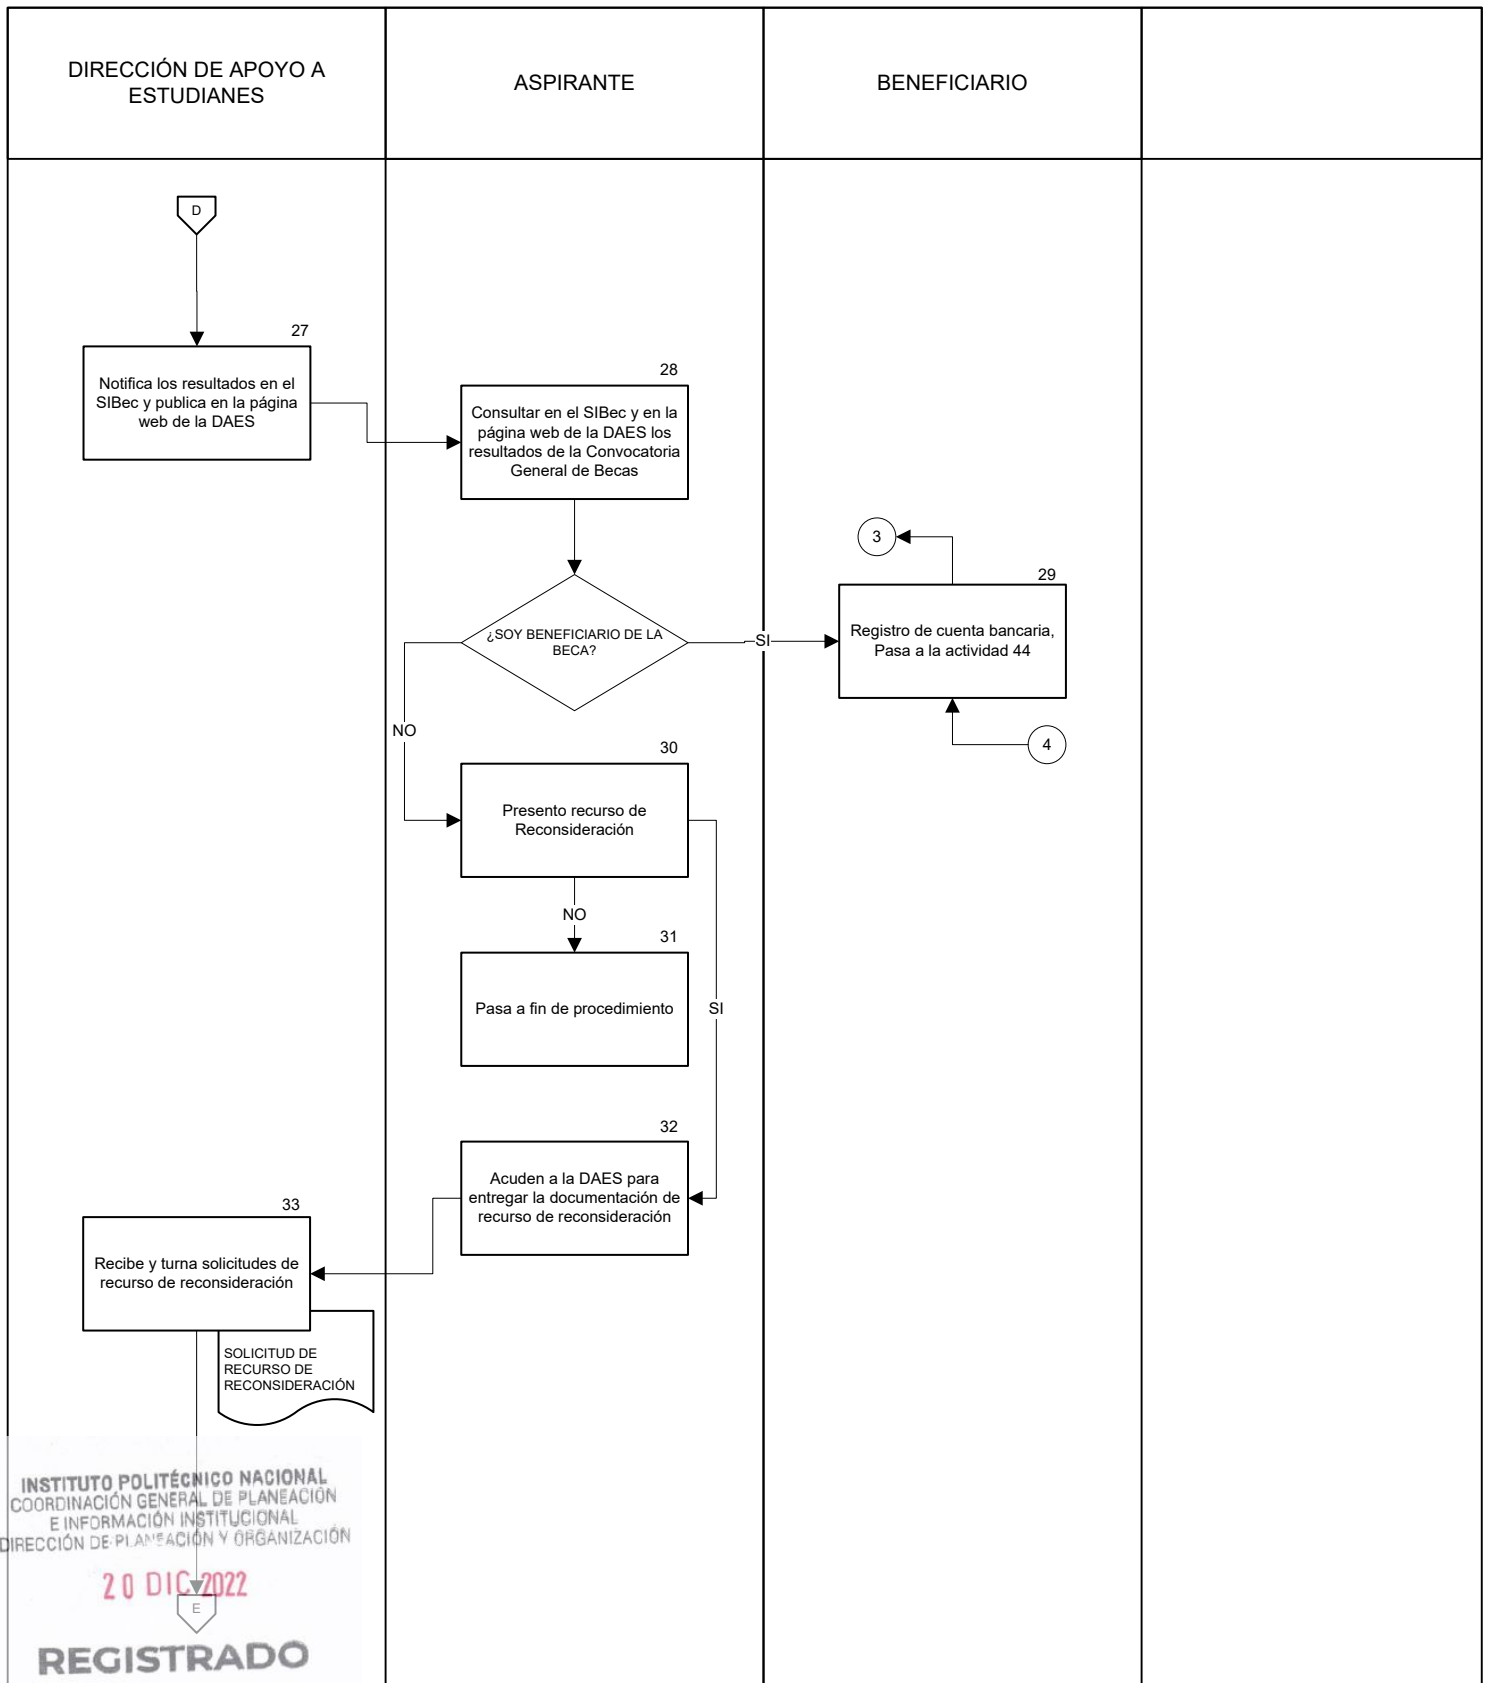 DIRECCIÓN DE APOYO A
ESTUDIANES
ASPIRANTE
BENEFICIARIO
D
27
Notifica los resultados en el
SIBec y publica en la página
web de la DAES
28
Consultar en el SIBec y en la
página web de la DAES los
resultados de la Convocatoria
General de Becas
3
29
Registro de cuenta bancaria,
Pasa a la actividad 44
¿SOY BENEFICIARIO DE LA
BECA?
SI
NO
4
30
Presento recurso de
Reconsideración
NO
31
Pasa a fin de procedimiento
SI
32
Acuden a la DAES para
entregar la documentación de
recurso de reconsideración
33
Recibe y turna solicitudes de
recurso de reconsideración
SOLICITUD DE
RECURSO DE
RECONSIDERACIÓN
INSTITUTO POLITÉCNICO NACIONAL
COORDINACIÓN GENERAL DE PLANEACIÓN
E INFORMACIÓN INSTITUCIONAL
DIRECCIÓN DE PLANEACIÓN Y ORGANIZACIÓN
20 DIC 2022
E
REGISTRADO